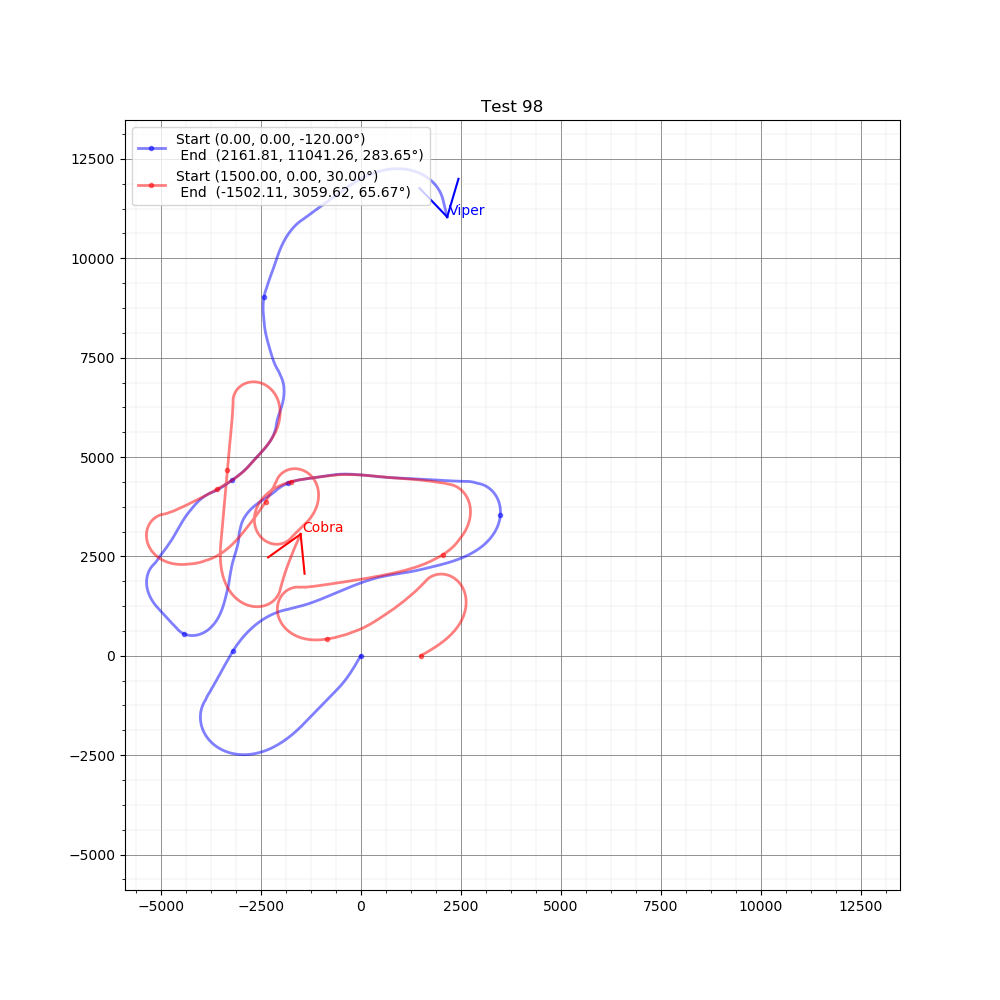 Test 98
Start (0.00, 0.00, -120.00°)
End (2161.81, 11041.26, 283.65°)
Start (1500.00, 0.00, 30.00°)
End (-1502.11, 3059.62, 65.67°)
Viper
Cobra
12500
10000
7500
5000
2500
0
−2500
−5000
−5000 −2500 0 2500 5000 7500 10000 12500